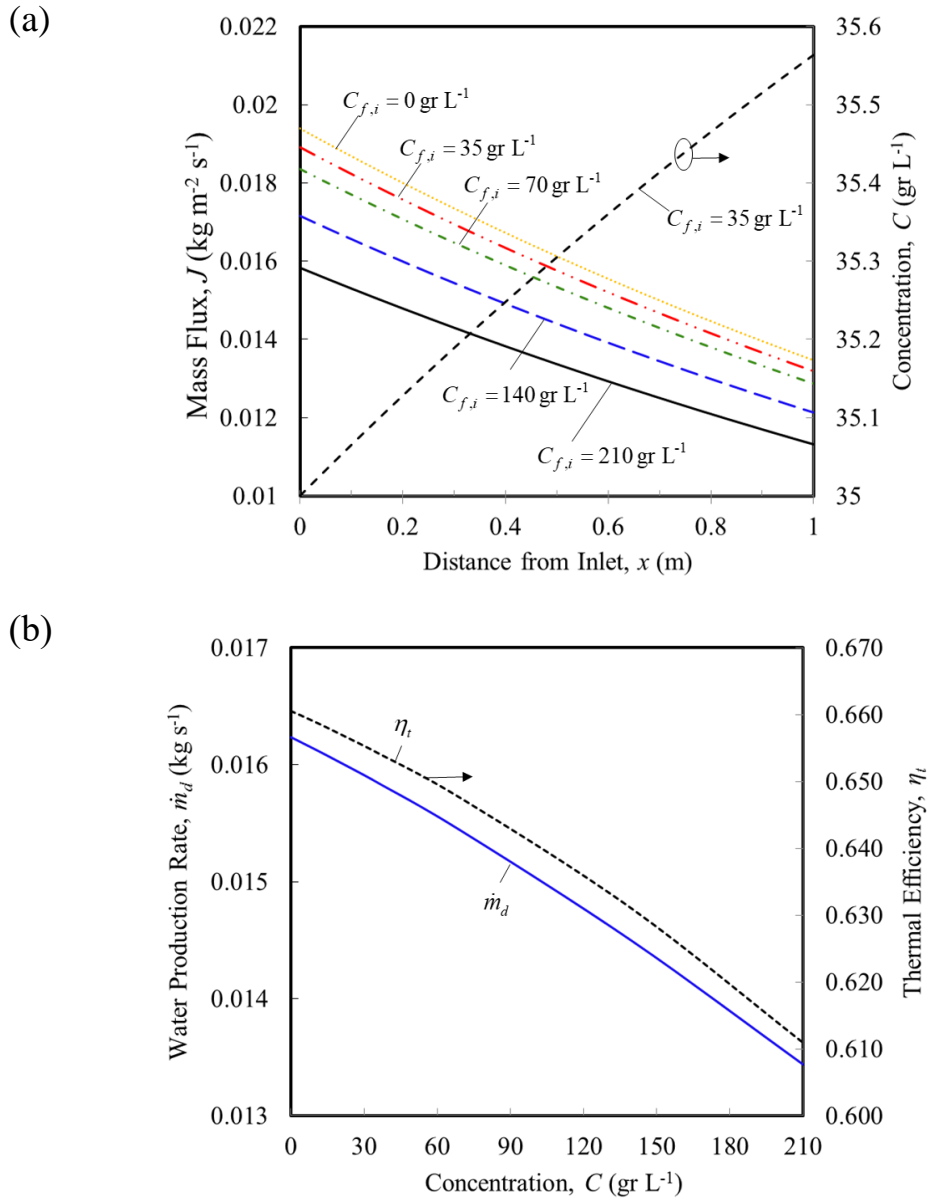 (a)
0.022
0.02
0.018
0.016
0.014
0.012
0.01
Mass Flux, J (kg m⁻² s⁻¹)
35.6
35.5
35.4
35.3
35.2
35.1
35
Concentration, C (gr L⁻¹)
C_{f,i} = 0 gr L⁻¹
C_{f,i} = 35 gr L⁻¹
C_{f,i} = 70 gr L⁻¹
C_{f,i} = 35 gr L⁻¹
C_{f,i} = 140 gr L⁻¹
C_{f,i} = 210 gr L⁻¹
0 0.2 0.4 0.6 0.8 1
Distance from Inlet, x (m)
(b)
0.017
0.016
0.015
0.014
0.013
Water Production Rate, ṁ_d (kg s⁻¹)
0.670
0.660
0.650
0.640
0.630
0.620
0.610
0.600
Thermal Efficiency, η_t
η_t
ṁ_d
0 30 60 90 120 150 180 210
Concentration, C (gr L⁻¹)